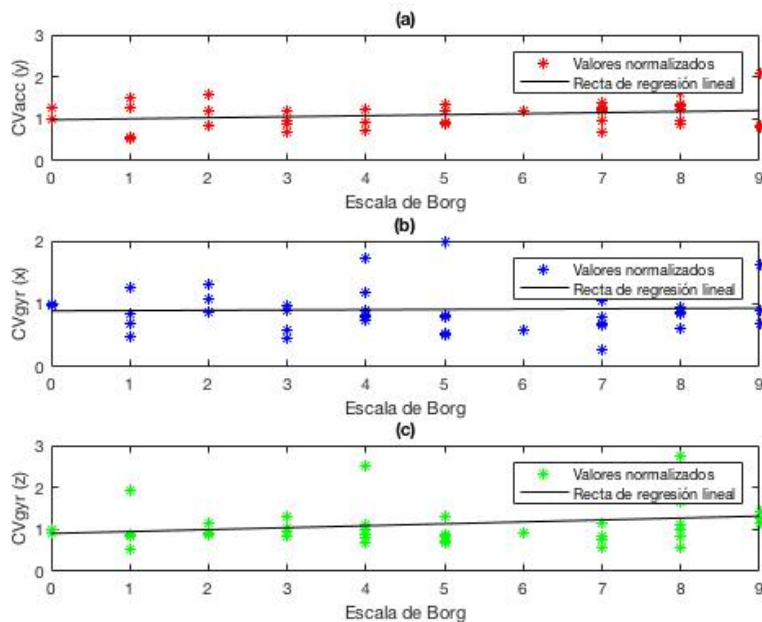 (a)
3
2
1
0
CVacc (y)
Valores normalizados
Recta de regresión lineal
0 1 2 3 4 5 6 7 8 9
Escala de Borg
(b)
2
1
0
CVgyr (x)
Valores normalizados
Recta de regresión lineal
0 1 2 3 4 5 6 7 8 9
Escala de Borg
(c)
3
2
1
0
CVgyr (z)
Valores normalizados
Recta de regresión lineal
0 1 2 3 4 5 6 7 8 9
Escala de Borg